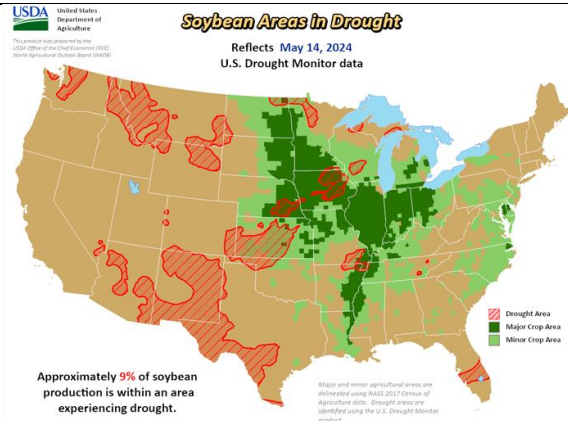 USDA
United States
Department of
Agriculture
This product was prepared by the
USDA Office of the Chief Economist (OCE)
World Agricultural Outlook Board (WAOB)
Soybean Areas in Drought
Reflects May 14, 2024
U.S. Drought Monitor data
Drought Area
Major Crop Area
Minor Crop Area
Approximately 9% of soybean
production is within an area
experiencing drought.
Major and minor agricultural areas are
delineated using NASS 2017 Census of
Agriculture data. Drought areas are
identified using the U.S. Drought Monitor
product.